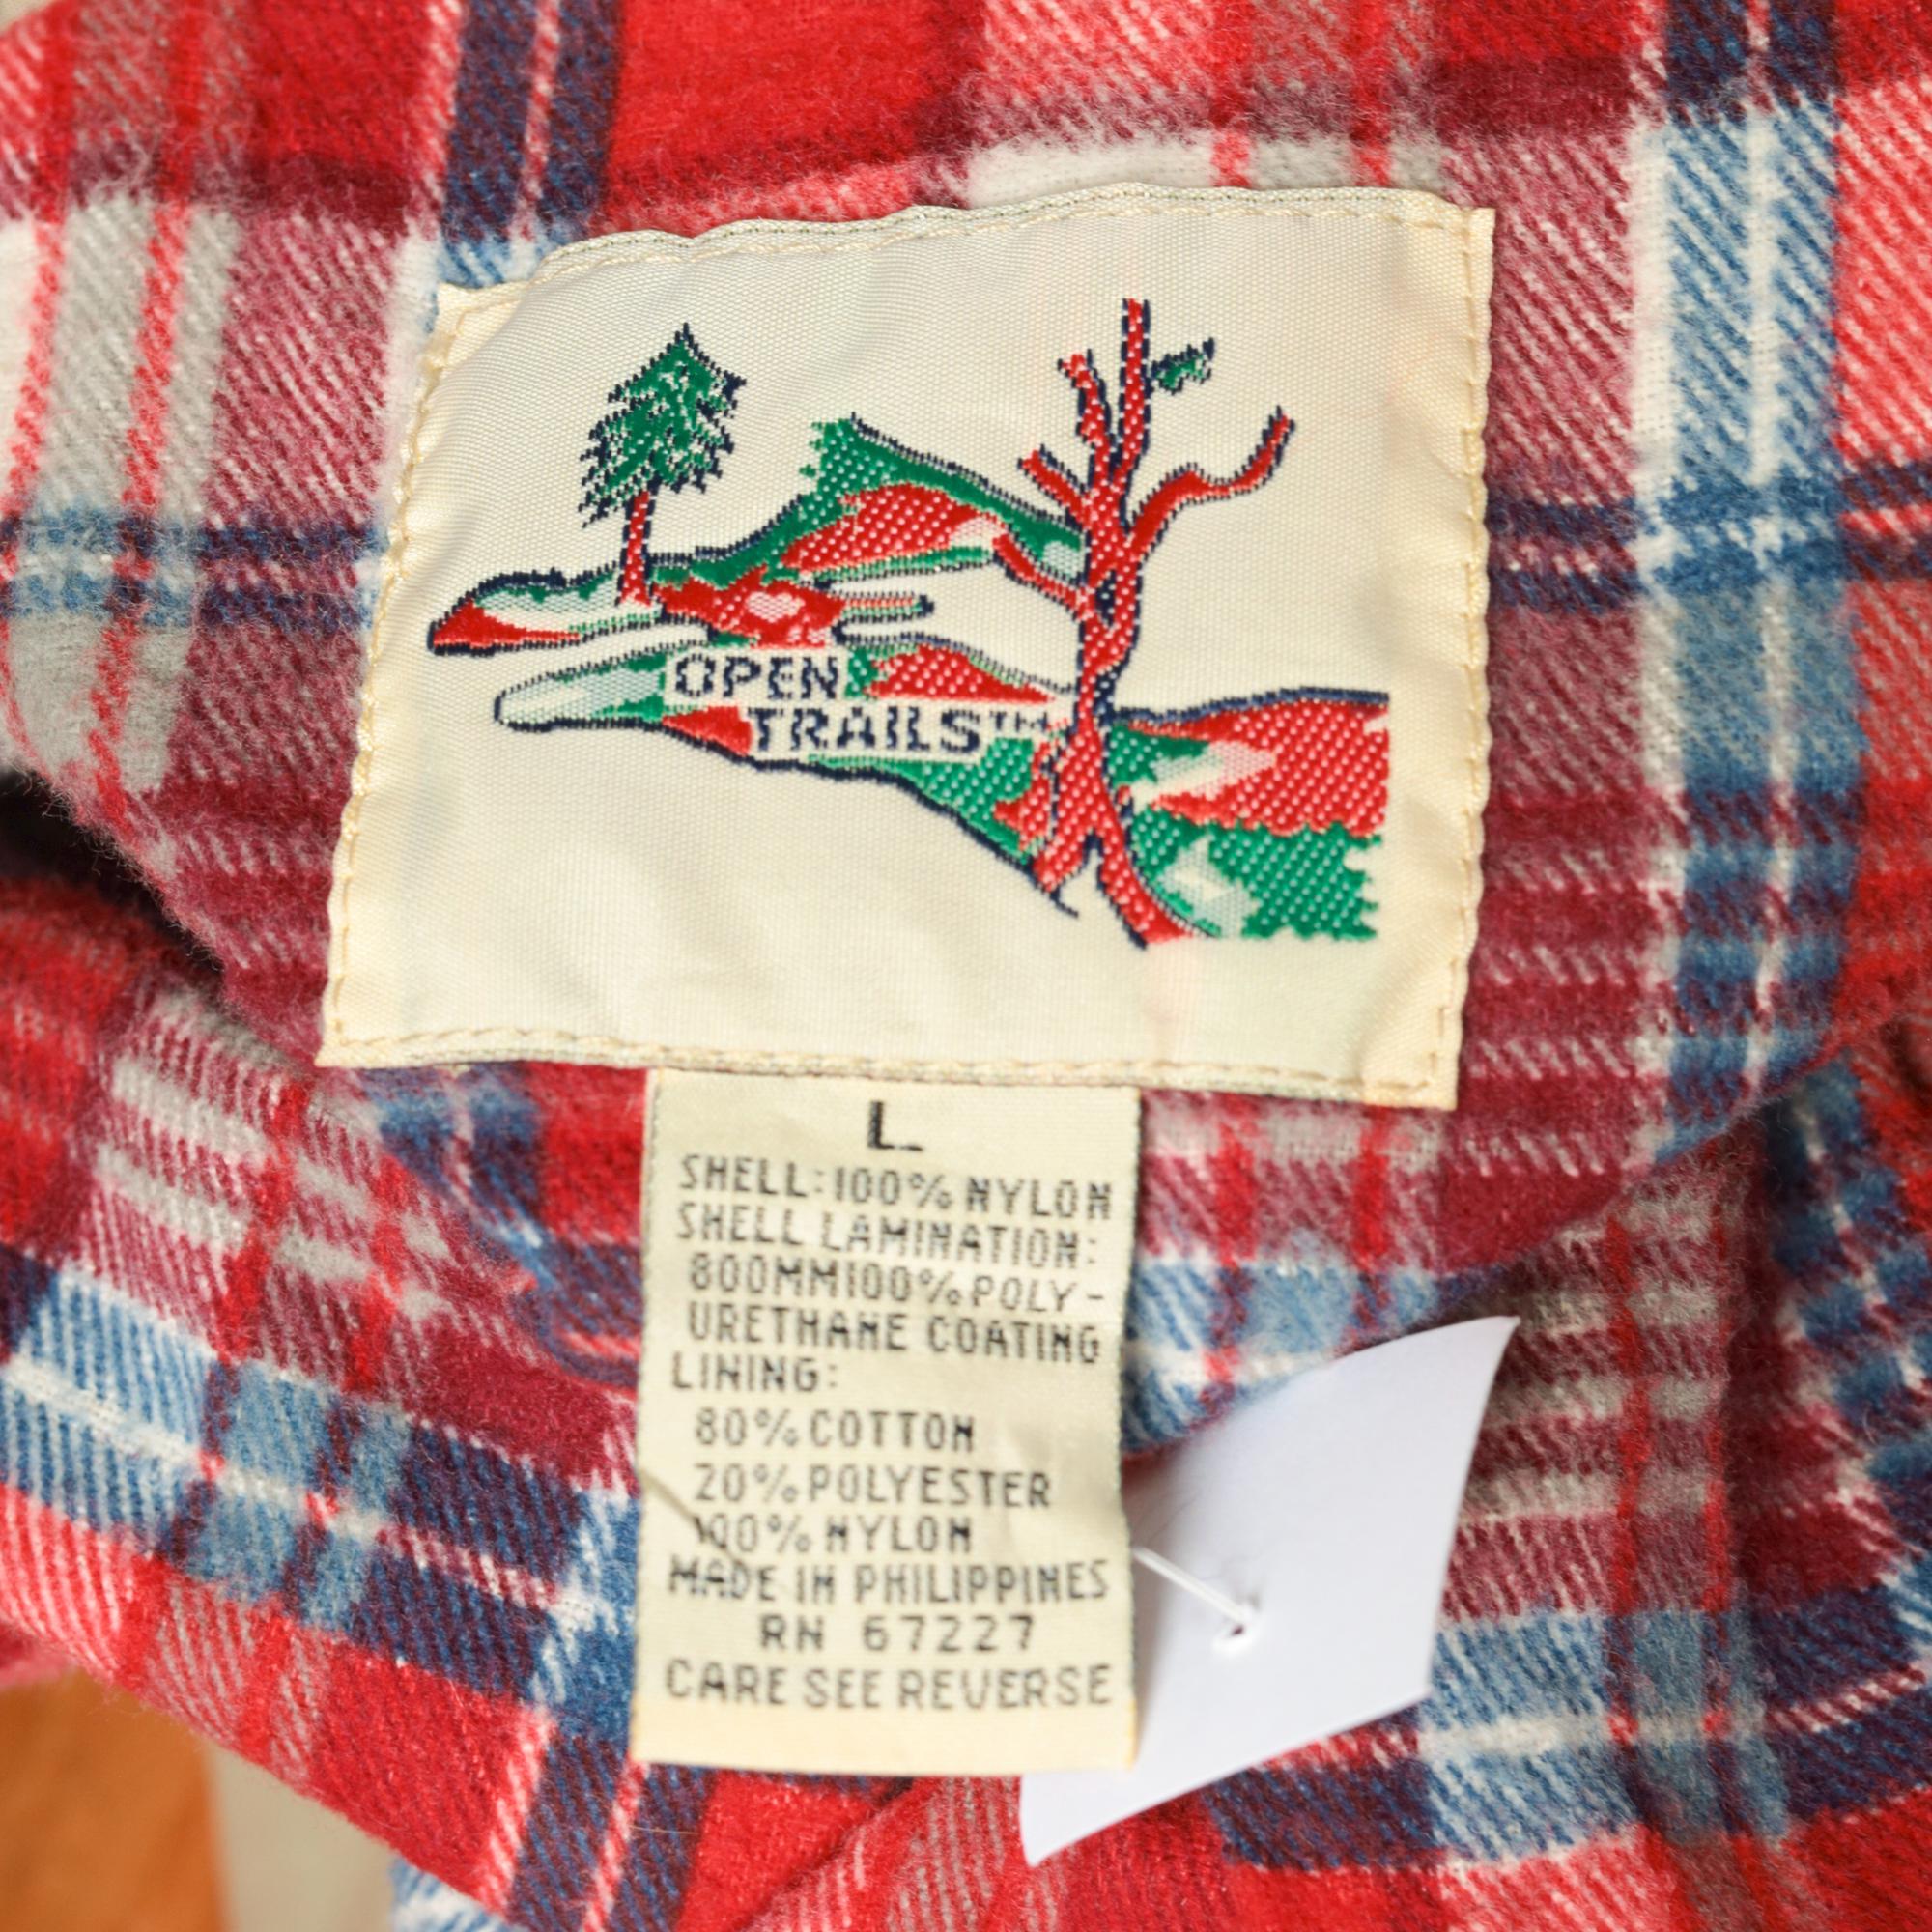 OPEN
TRAILS™
L
SHELL:100% NYLON
SHELL LAMINATION:
800MM100% POLY-
URETHANE COATING
LINING:
80% COTTON
20% POLYESTER
100% NYLON
MADE IN PHILIPPINES
RN 67227
CARE SEE REVERSE